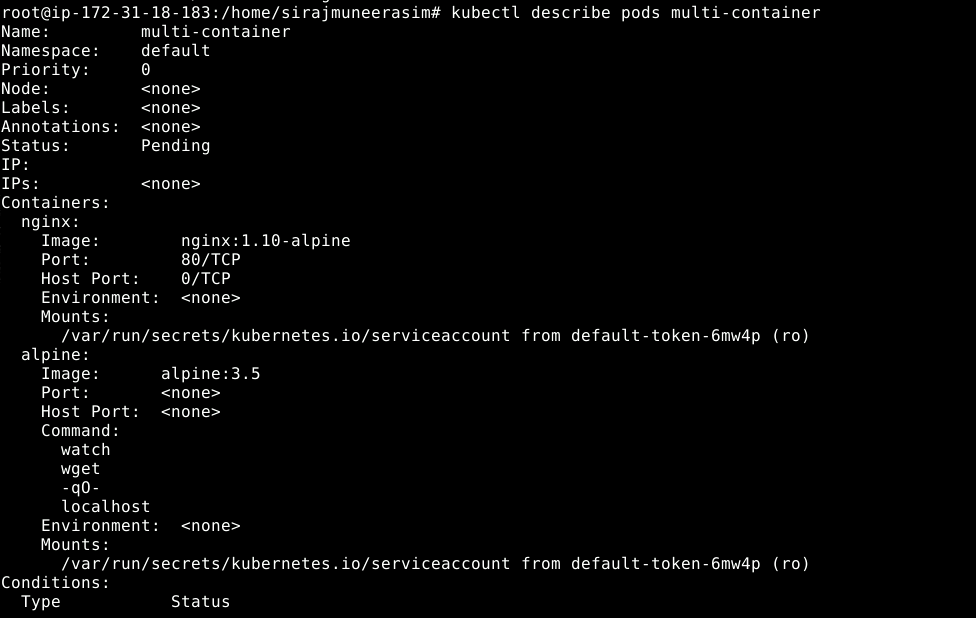 root@ip-172-31-18-183:/home/sirajmuneerasim# kubectl describe pods multi-container
Name:         multi-container
Namespace:    default
Priority:     0
Node:         <none>
Labels:       <none>
Annotations:  <none>
Status:       Pending
IP:
IPs:          <none>
Containers:
  nginx:
    Image:        nginx:1.10-alpine
    Port:         80/TCP
    Host Port:    0/TCP
    Environment:  <none>
    Mounts:
      /var/run/secrets/kubernetes.io/serviceaccount from default-token-6mw4p (ro)
  alpine:
    Image:      alpine:3.5
    Port:       <none>
    Host Port:  <none>
    Command:
      watch
      wget
      -qO-
      localhost
    Environment:  <none>
    Mounts:
      /var/run/secrets/kubernetes.io/serviceaccount from default-token-6mw4p (ro)
Conditions:
  Type           Status